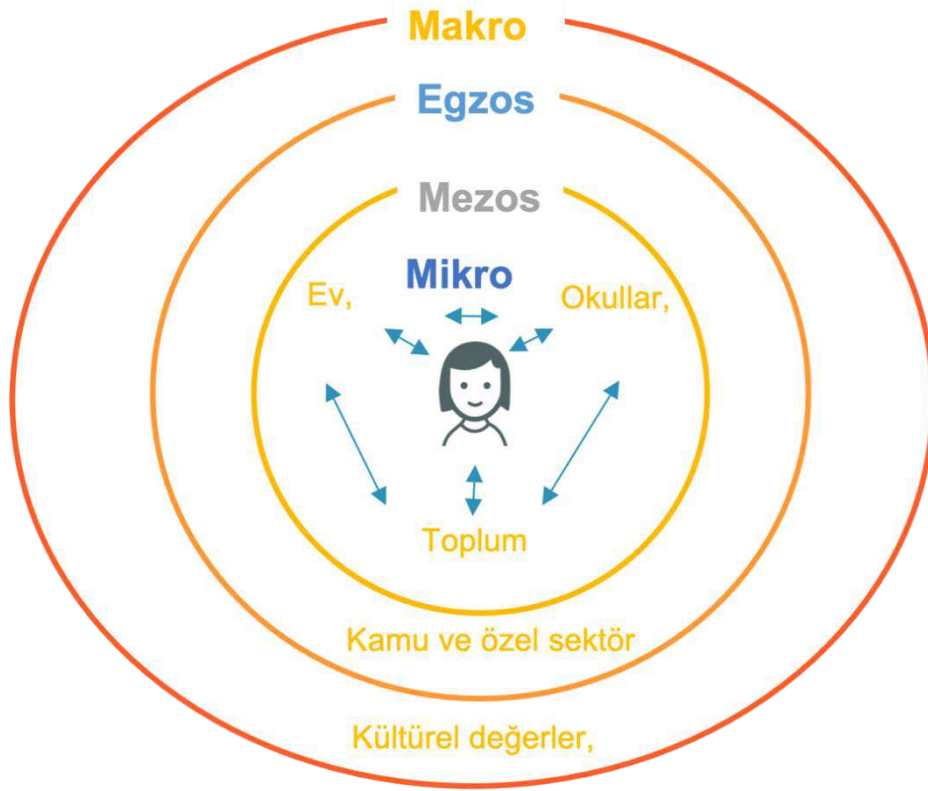 Makro
Egzos
Mezos
Mikro
Ev,
Okullar,
Toplum
Kamu ve özel sektör
Kültürel değerler,